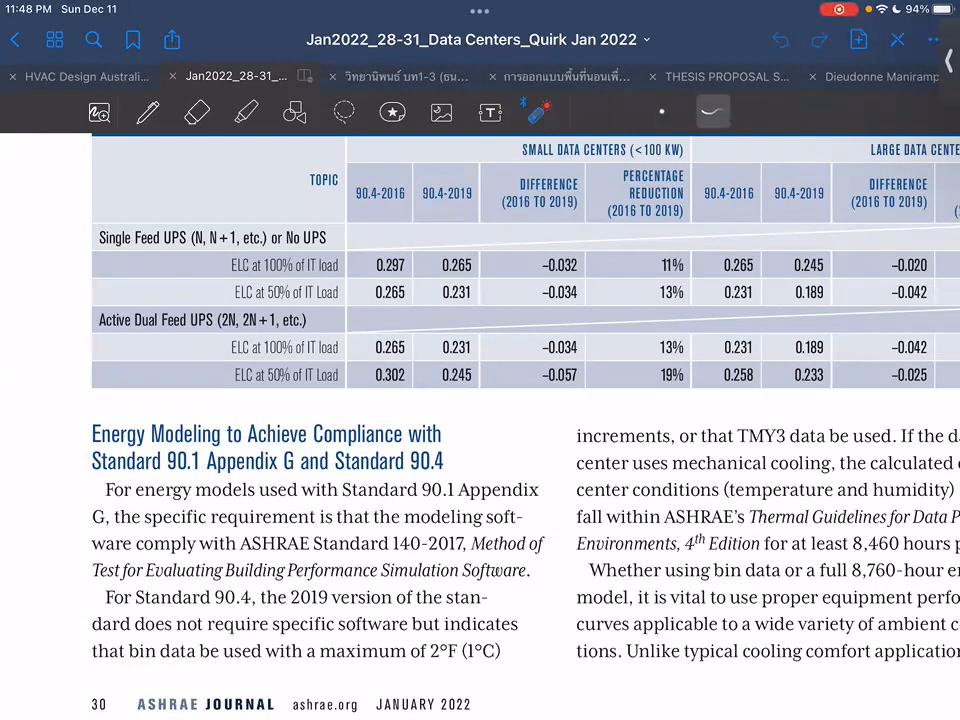 11:48 PM Sun Dec 11
94%
Jan2022_28-31_Data Centers_Quirk Jan 2022
HVAC Design Australi...
Jan2022_28-31_...
วิทยานิพนธ์ บท1-3 (ธน...
การออกแบบพื้นที่นอนเพื่...
THESIS PROPOSAL S...
Dieudonne Maniramp
SMALL DATA CENTERS (<100 KW)
LARGE DATA CENTE
TOPIC
90.4-2016
90.4-2019
DIFFERENCE (2016 TO 2019)
PERCENTAGE REDUCTION (2016 TO 2019)
90.4-2016
90.4-2019
DIFFERENCE (2016 TO 2019)
Single Feed UPS (N, N+1, etc.) or No UPS
ELC at 100% of IT load 0.297 0.265 –0.032 11% 0.265 0.245 –0.020
ELC at 50% of IT Load 0.265 0.231 –0.034 13% 0.231 0.189 –0.042
Active Dual Feed UPS (2N, 2N+1, etc.)
ELC at 100% of IT load 0.265 0.231 –0.034 13% 0.231 0.189 –0.042
ELC at 50% of IT Load 0.302 0.245 –0.057 19% 0.258 0.233 –0.025
Energy Modeling to Achieve Compliance with
Standard 90.1 Appendix G and Standard 90.4
For energy models used with Standard 90.1 Appendix
G, the specific requirement is that the modeling soft-
ware comply with ASHRAE Standard 140-2017, Method of
Test for Evaluating Building Performance Simulation Software.
For Standard 90.4, the 2019 version of the stan-
dard does not require specific software but indicates
that bin data be used with a maximum of 2°F (1°C)
increments, or that TMY3 data be used. If the d
center uses mechanical cooling, the calculated
center conditions (temperature and humidity)
fall within ASHRAE's Thermal Guidelines for Data P
Environments, 4th Edition for at least 8,460 hours p
Whether using bin data or a full 8,760-hour en
model, it is vital to use proper equipment perfo
curves applicable to a wide variety of ambient c
tions. Unlike typical cooling comfort application
30 ASHRAE JOURNAL ashrae.org JANUARY 2022